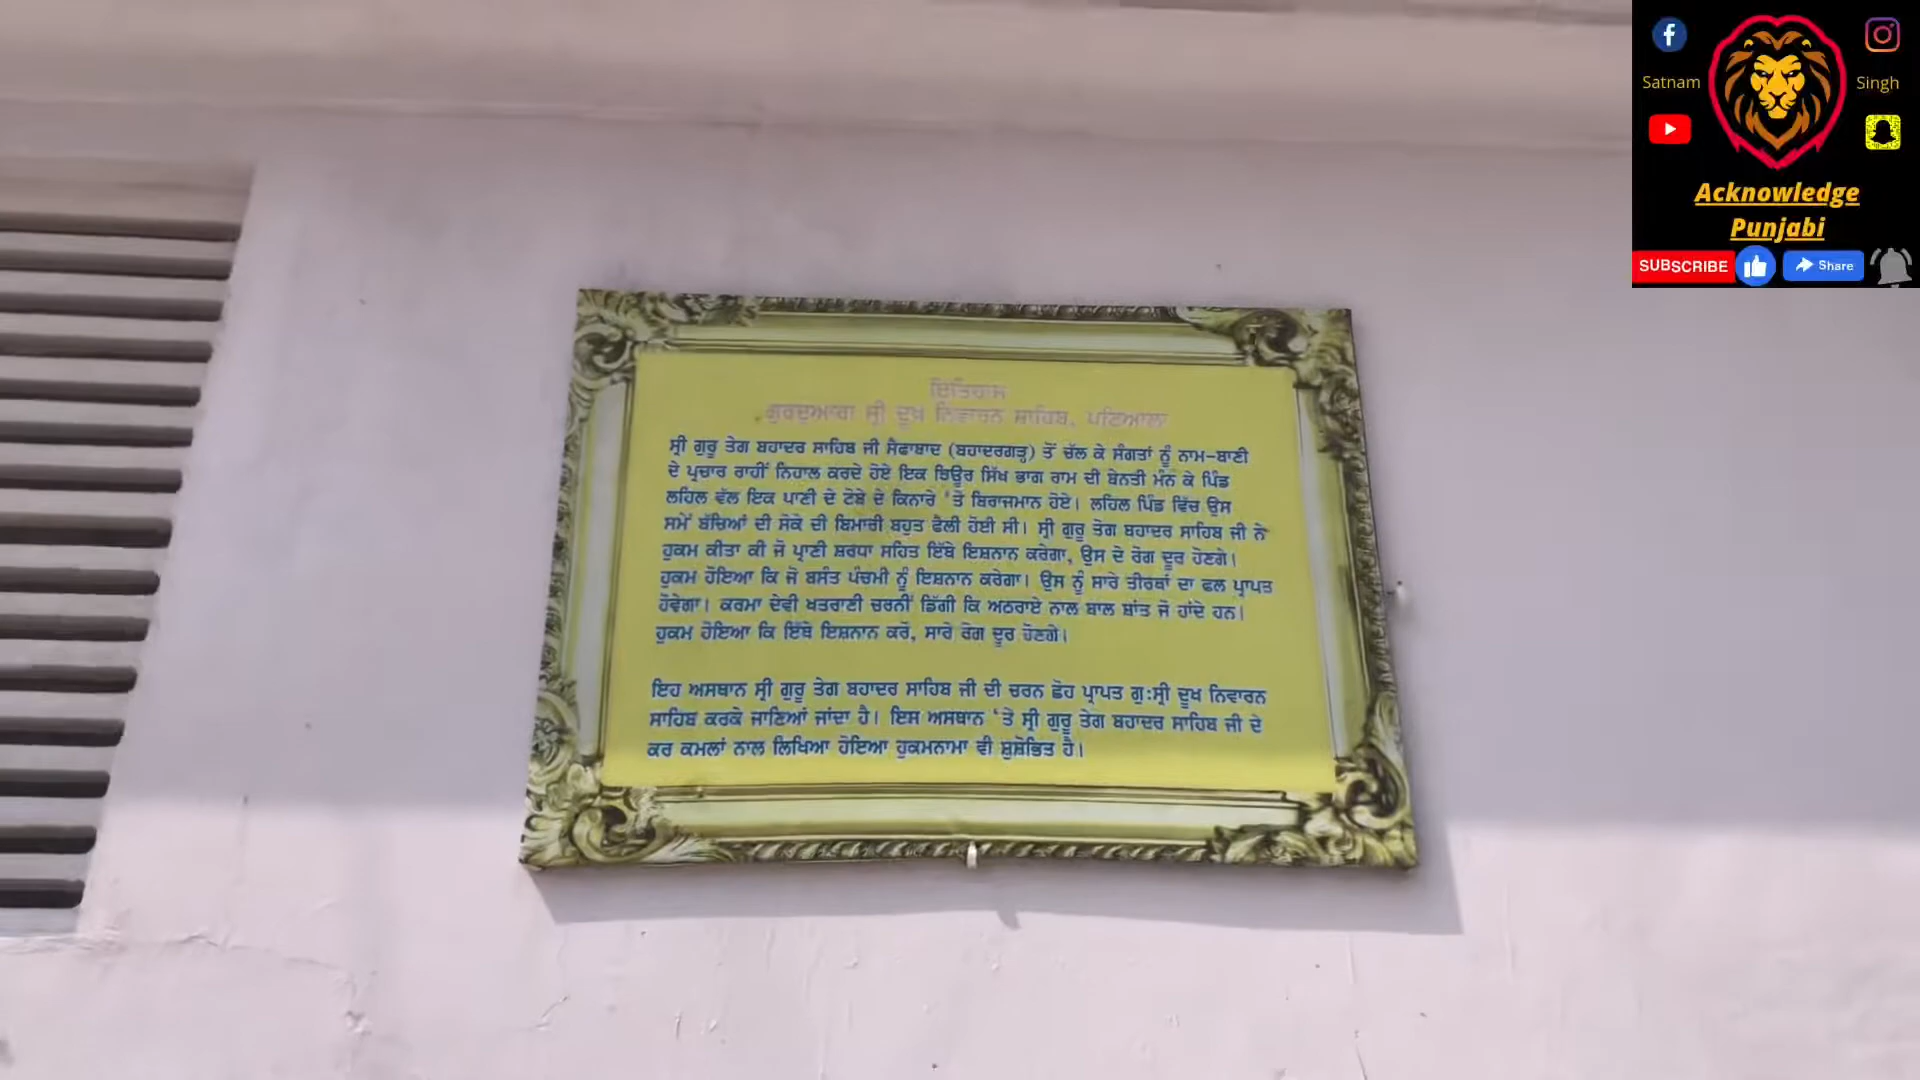 Satnam
Singh
Acknowledge
Punjabi
SUBSCRIBE
Share
ਇਤਿਹਾਸ
ਗੁਰਦੁਆਰਾ ਸ੍ਰੀ ਦੂਖ ਨਿਵਾਰਨ ਸਾਹਿਬ, ਪਟਿਆਲਾ
ਸ੍ਰੀ ਗੁਰੂ ਤੇਗ ਬਹਾਦਰ ਸਾਹਿਬ ਜੀ ਸੈਫਾਬਾਦ (ਬਹਾਦਰਗੜ੍ਹ) ਤੋਂ ਚੱਲ ਕੇ ਸੰਗਤਾਂ ਨੂੰ ਨਾਮ-ਬਾਣੀ
ਦੇ ਪ੍ਰਚਾਰ ਰਾਹੀਂ ਨਿਹਾਲ ਕਰਦੇ ਹੋਏ ਇਕ ਝਿਊਰ ਸਿੱਖ ਭਾਗ ਰਾਮ ਦੀ ਬੇਨਤੀ ਮੰਨ ਕੇ ਪਿੰਡ
ਲਹਿਲ ਵੱਲ ਇਕ ਪਾਣੀ ਦੇ ਟੋਬੇ ਦੇ ਕਿਨਾਰੇ 'ਤੇ ਬਿਰਾਜਮਾਨ ਹੋਏ। ਲਹਿਲ ਪਿੰਡ ਵਿੱਚ ਉਸ
ਸਮੇਂ ਬੱਚਿਆਂ ਦੀ ਸੋਕੇ ਦੀ ਬਿਮਾਰੀ ਬਹੁਤ ਫੈਲੀ ਹੋਈ ਸੀ। ਸ੍ਰੀ ਗੁਰੂ ਤੇਗ ਬਹਾਦਰ ਸਾਹਿਬ ਜੀ ਨੇ
ਹੁਕਮ ਕੀਤਾ ਕੀ ਜੋ ਪ੍ਰਾਣੀ ਸ਼ਰਧਾ ਸਹਿਤ ਇੱਥੇ ਇਸ਼ਨਾਨ ਕਰੇਗਾ, ਉਸ ਦੇ ਰੋਗ ਦੂਰ ਹੋਣਗੇ।
ਹੁਕਮ ਹੋਇਆ ਕਿ ਜੋ ਬਸੰਤ ਪੰਚਮੀ ਨੂੰ ਇਸ਼ਨਾਨ ਕਰੇਗਾ। ਉਸ ਨੂੰ ਸਾਰੇ ਤੀਰਥਾਂ ਦਾ ਫਲ ਪ੍ਰਾਪਤ
ਹੋਵੇਗਾ। ਕਰਮਾ ਦੇਵੀ ਖਤਰਾਣੀ ਚਰਨੀਂ ਡਿੱਗੀ ਕਿ ਅਠਰਾਏ ਨਾਲ ਬਾਲ ਸ਼ਾਂਤ ਜੋ ਹਾਂਦੇ ਹਨ।
ਹੁਕਮ ਹੋਇਆ ਕਿ ਇੱਥੇ ਇਸ਼ਨਾਨ ਕਰੋ, ਸਾਰੇ ਰੋਗ ਦੂਰ ਹੋਣਗੇ।
ਇਹ ਅਸਥਾਨ ਸ੍ਰੀ ਗੁਰੂ ਤੇਗ ਬਹਾਦਰ ਸਾਹਿਬ ਜੀ ਦੀ ਚਰਨ ਛੋਹ ਪ੍ਰਾਪਤ ਗੁ:ਸ੍ਰੀ ਦੂਖ ਨਿਵਾਰਨ
ਸਾਹਿਬ ਕਰਕੇ ਜਾਣਿਆਂ ਜਾਂਦਾ ਹੈ। ਇਸ ਅਸਥਾਨ 'ਤੇ ਸ੍ਰੀ ਗੁਰੂ ਤੇਗ ਬਹਾਦਰ ਸਾਹਿਬ ਜੀ ਦੇ
ਕਰ ਕਮਲਾਂ ਨਾਲ ਲਿਖਿਆ ਹੋਇਆ ਹੁਕਮਨਾਮਾ ਵੀ ਸ਼ੁਸ਼ੋਭਿਤ ਹੈ।